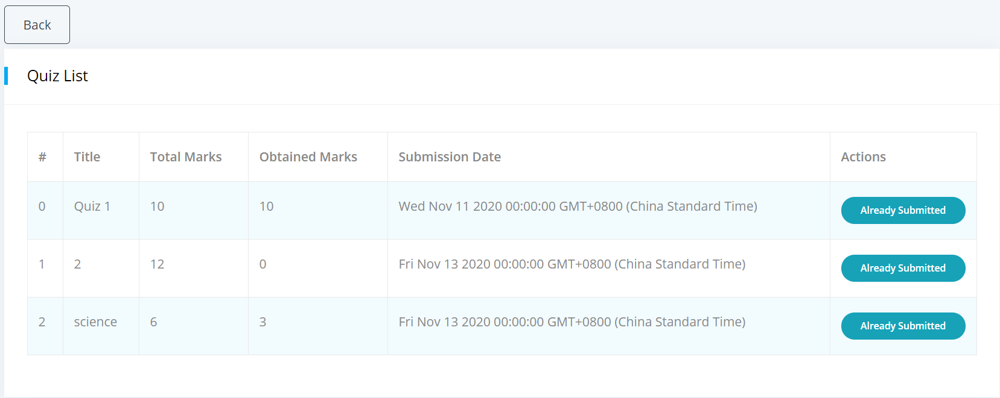 Back
Quiz List
# Title Total Marks Obtained Marks Submission Date Actions
0 Quiz 1 10 10 Wed Nov 11 2020 00:00:00 GMT+0800 (China Standard Time) Already Submitted
1 2 12 0 Fri Nov 13 2020 00:00:00 GMT+0800 (China Standard Time) Already Submitted
2 science 6 3 Fri Nov 13 2020 00:00:00 GMT+0800 (China Standard Time) Already Submitted